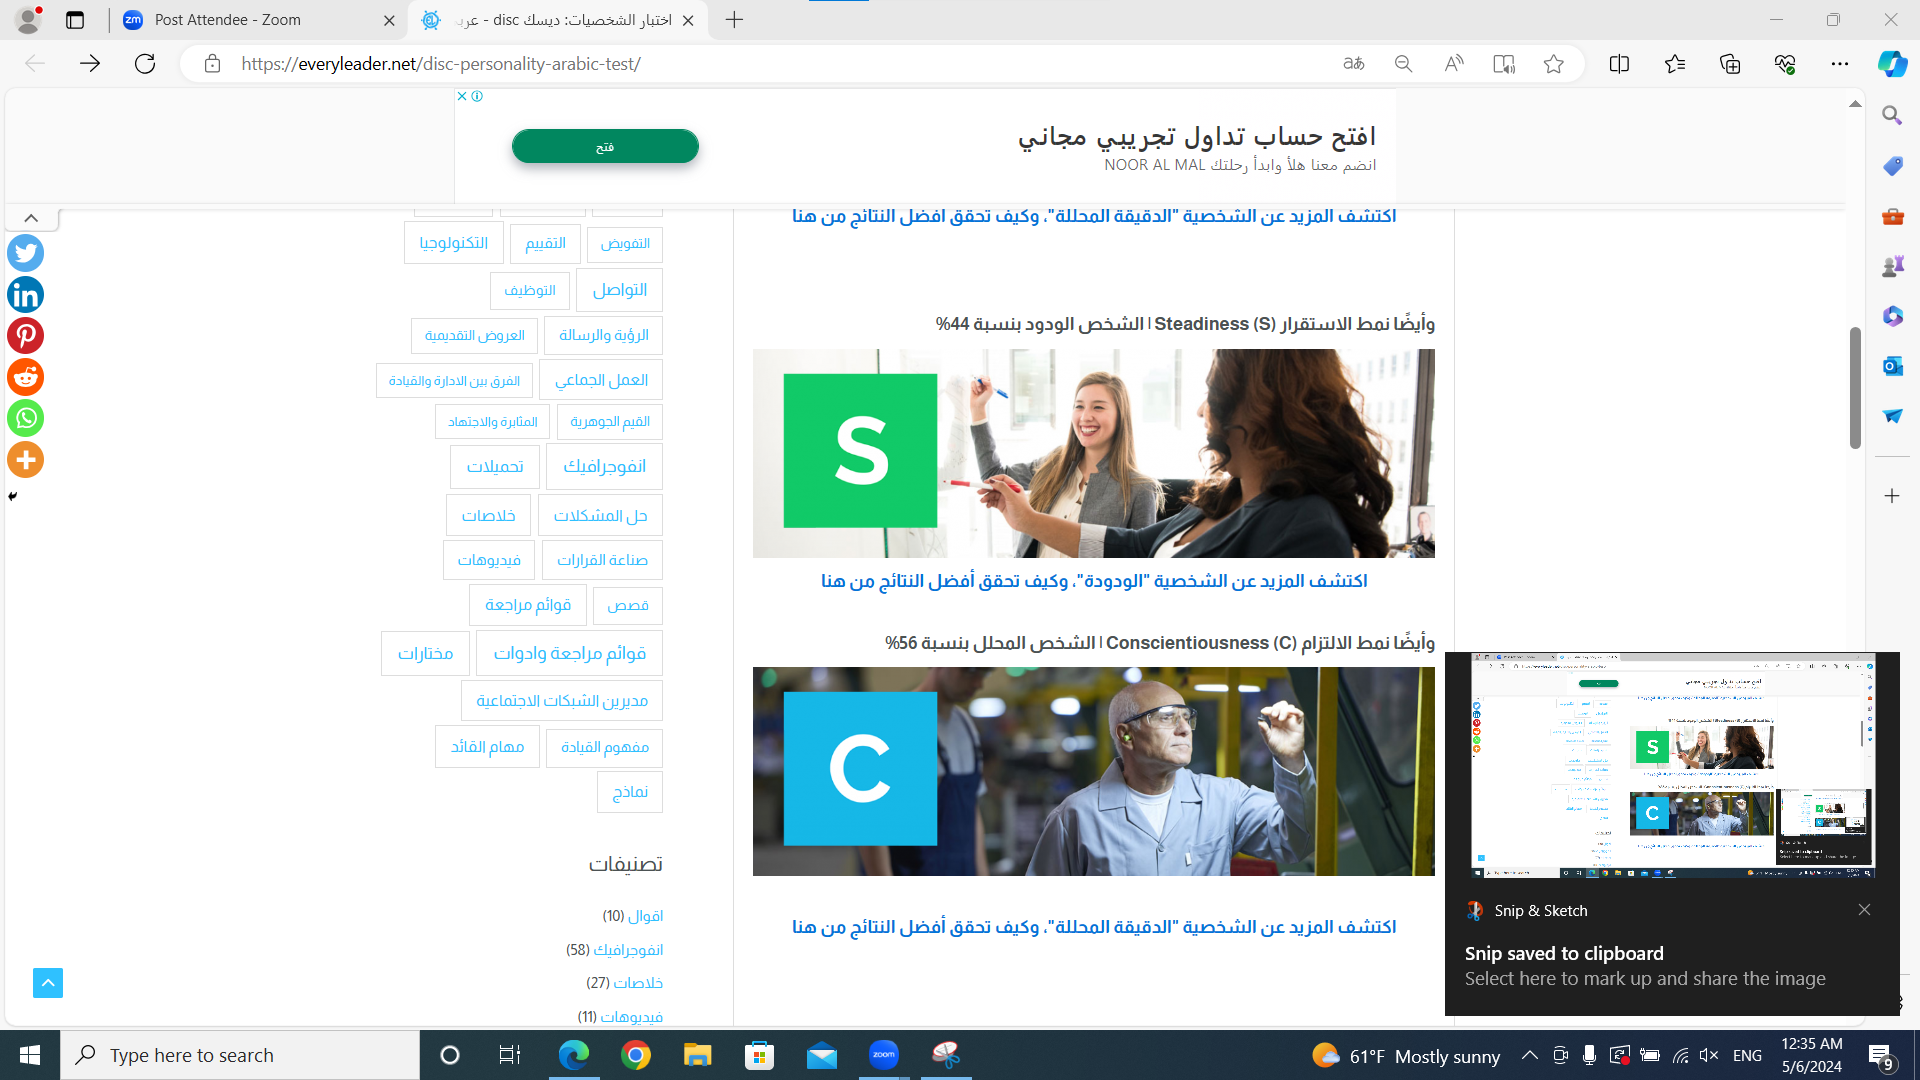 Post Attendee - Zoom
اختبار الشخصيات: ديسك disc - عرب
https://everyleader.net/disc-personality-arabic-test/
افتح حساب تداول تجريبي مجاني
انضم معنا هلأ وابدأ رحلتك NOOR AL MAL
فتح
اكتشف المزيد عن الشخصية "الدقيقة المحللة"، وكيف تحقق أفضل النتائج من هنا
التفويض
التقييم
التكنولوجيا
التواصل
التوظيف
الرؤية والرسالة
العروض التقديمية
العمل الجماعي
الفرق بين الادارة والقيادة
القيم الجوهرية
المثابرة والاجتهاد
انفوجرافيك
تحميلات
حل المشكلات
خلاصات
صناعة القرارات
فيديوهات
قصص
قوائم مراجعة
قوائم مراجعة وادوات
مختارات
مديرين الشبكات الاجتماعية
مفهوم القيادة
مهام القائد
نماذج
تصنيفات
اقوال (10)
انفوجرافيك (58)
خلاصات (27)
فيديوهات (11)
وأيضًا نمط الاستقرار Steadiness (S) | الشخص الودود بنسبة 44%
S
اكتشف المزيد عن الشخصية "الودودة"، وكيف تحقق أفضل النتائج من هنا
وأيضًا نمط الالتزام Conscientiousness (C) | الشخص المحلل بنسبة 56%
C
اكتشف المزيد عن الشخصية "الدقيقة المحللة"، وكيف تحقق أفضل النتائج من هنا
Snip & Sketch
Snip saved to clipboard
Select here to mark up and share the image
Type here to search
zoom
61°F Mostly sunny
ENG
12:35 AM
5/6/2024
9